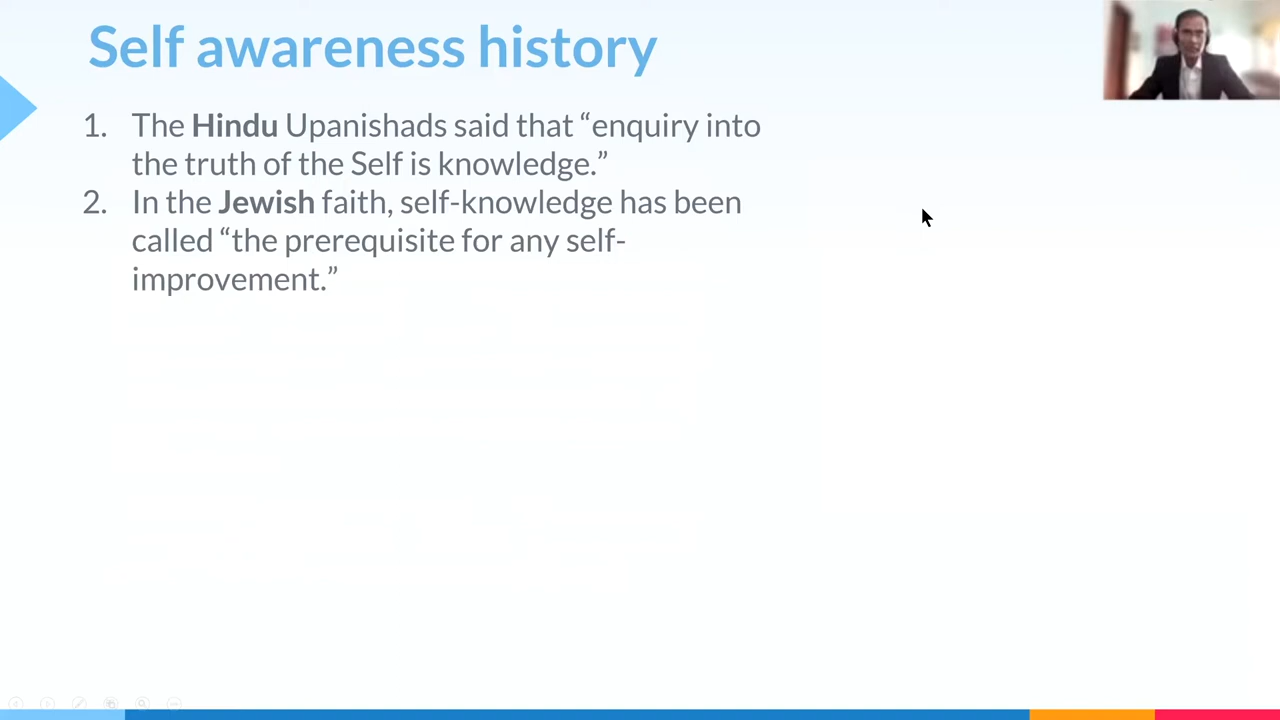 Self awareness history
1. The Hindu Upanishads said that “enquiry into
the truth of the Self is knowledge.”
2. In the Jewish faith, self-knowledge has been
called “the prerequisite for any self-
improvement.”